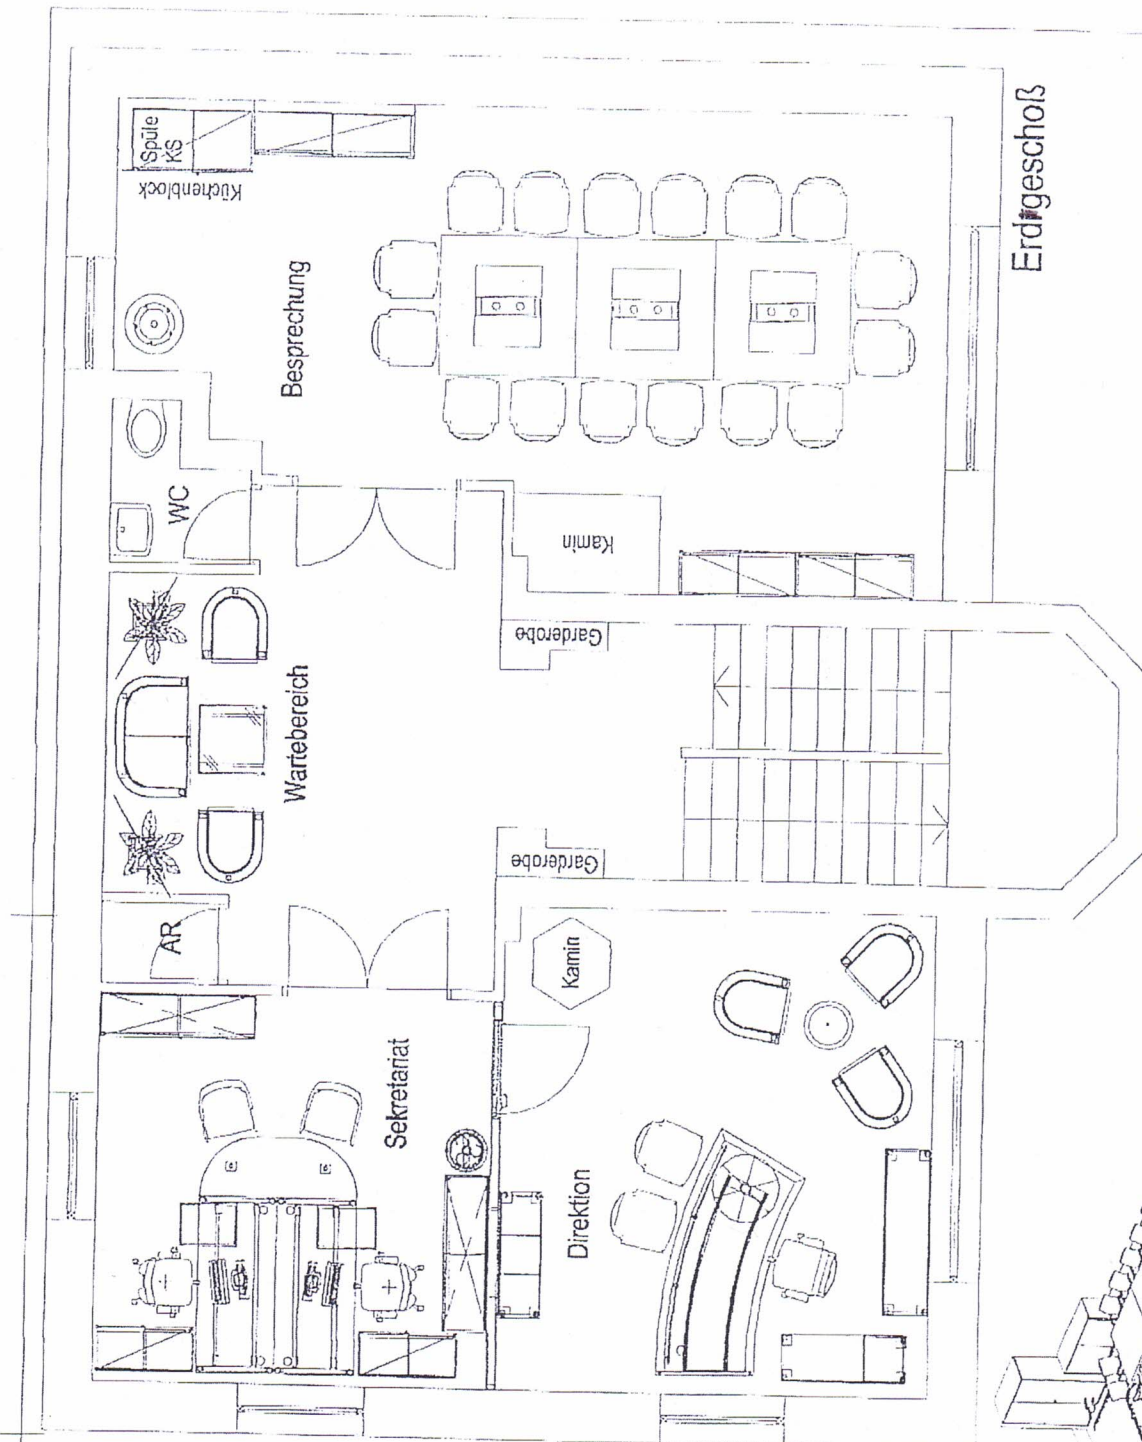 Erdgeschoß
Spüle
KS
Küchenblock
Besprechung
WC
Kamin
Garderobe
Wartebereich
Garderobe
AR
Kamin
Sekretariat
Direktion